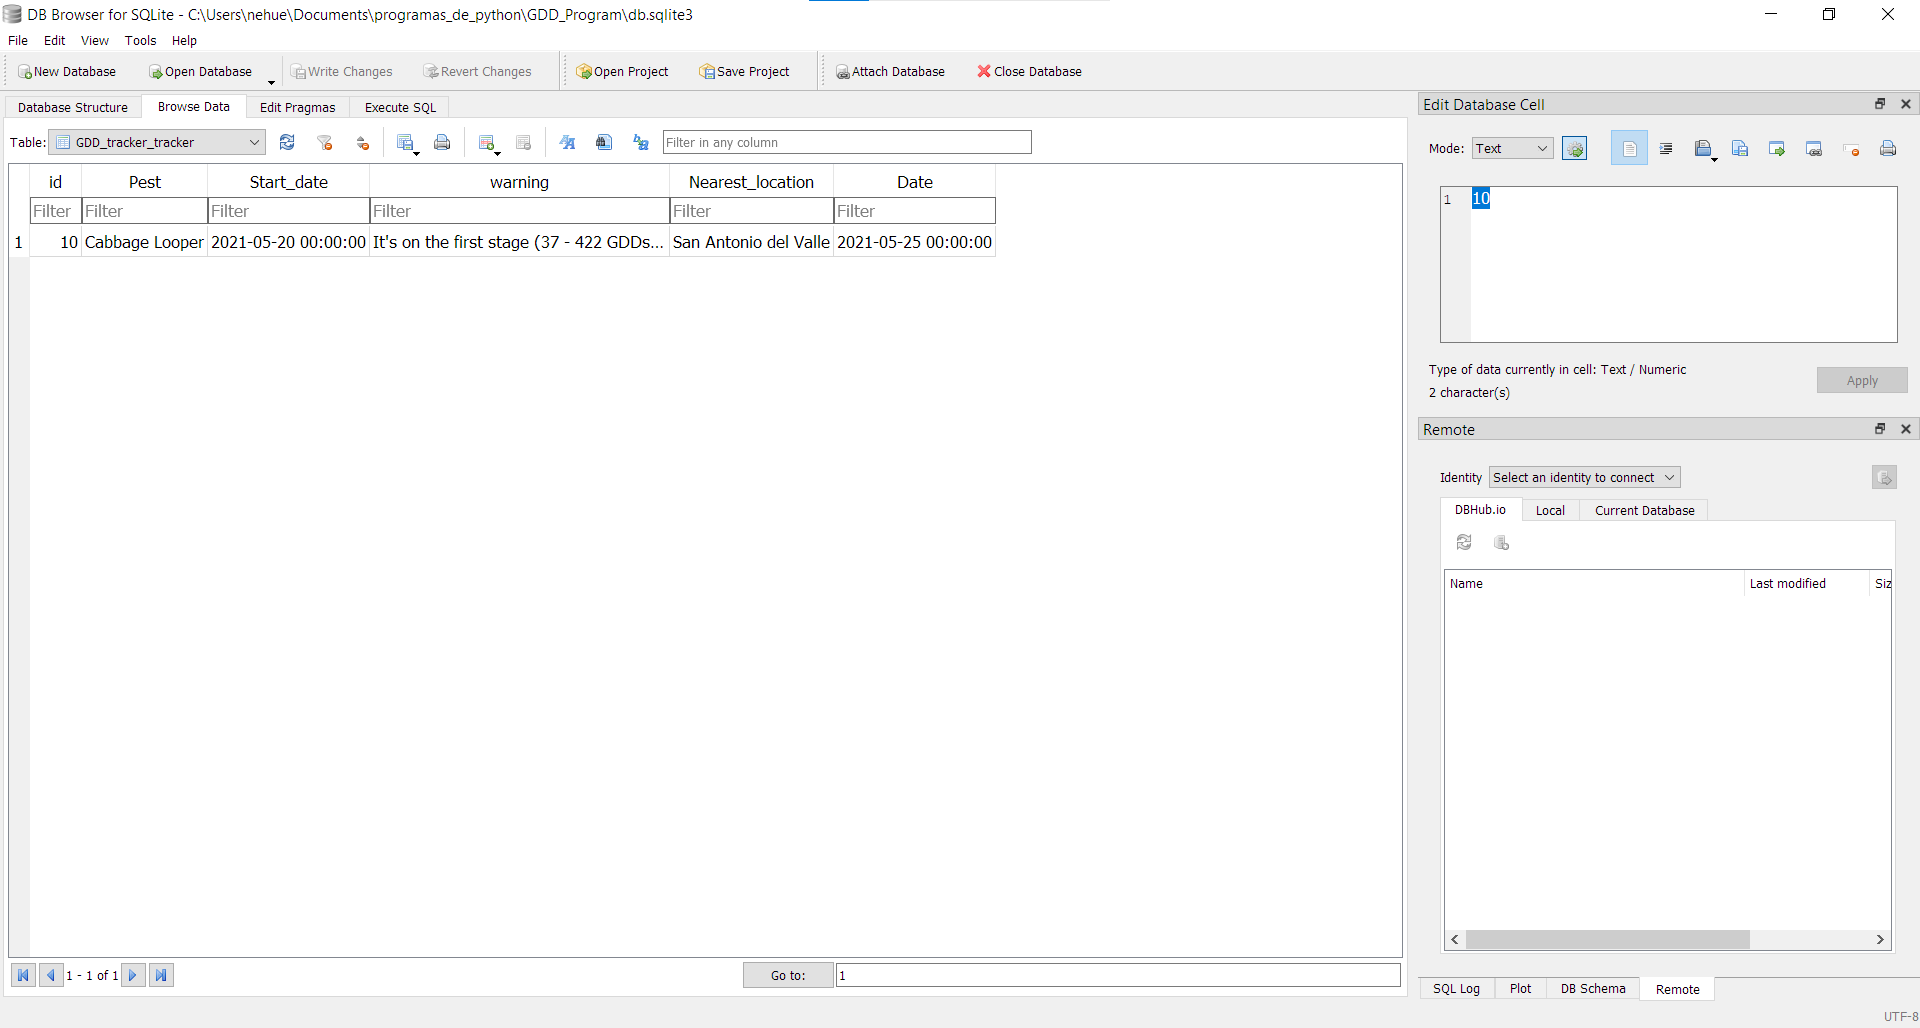 DB Browser for SQLite - C:\Users\nehue\Documents\programas_de_python\GDD_Program\db.sqlite3
File Edit View Tools Help
New Database Open Database Write Changes Revert Changes Open Project Save Project Attach Database Close Database
Database Structure Browse Data Edit Pragmas Execute SQL
Table: GDD_tracker_tracker Filter in any column
id Pest Start_date warning Nearest_location Date
Filter Filter Filter Filter Filter Filter
1 10 Cabbage Looper 2021-05-20 00:00:00 It's on the first stage (37 - 422 GDDs... San Antonio del Valle 2021-05-25 00:00:00
1 - 1 of 1 Go to: 1
Edit Database Cell
Mode: Text
1 10
Type of data currently in cell: Text / Numeric
2 character(s)
Apply
Remote
Identity Select an identity to connect
DBHub.io Local Current Database
Name Last modified Siz
SQL Log Plot DB Schema Remote
UTF-8